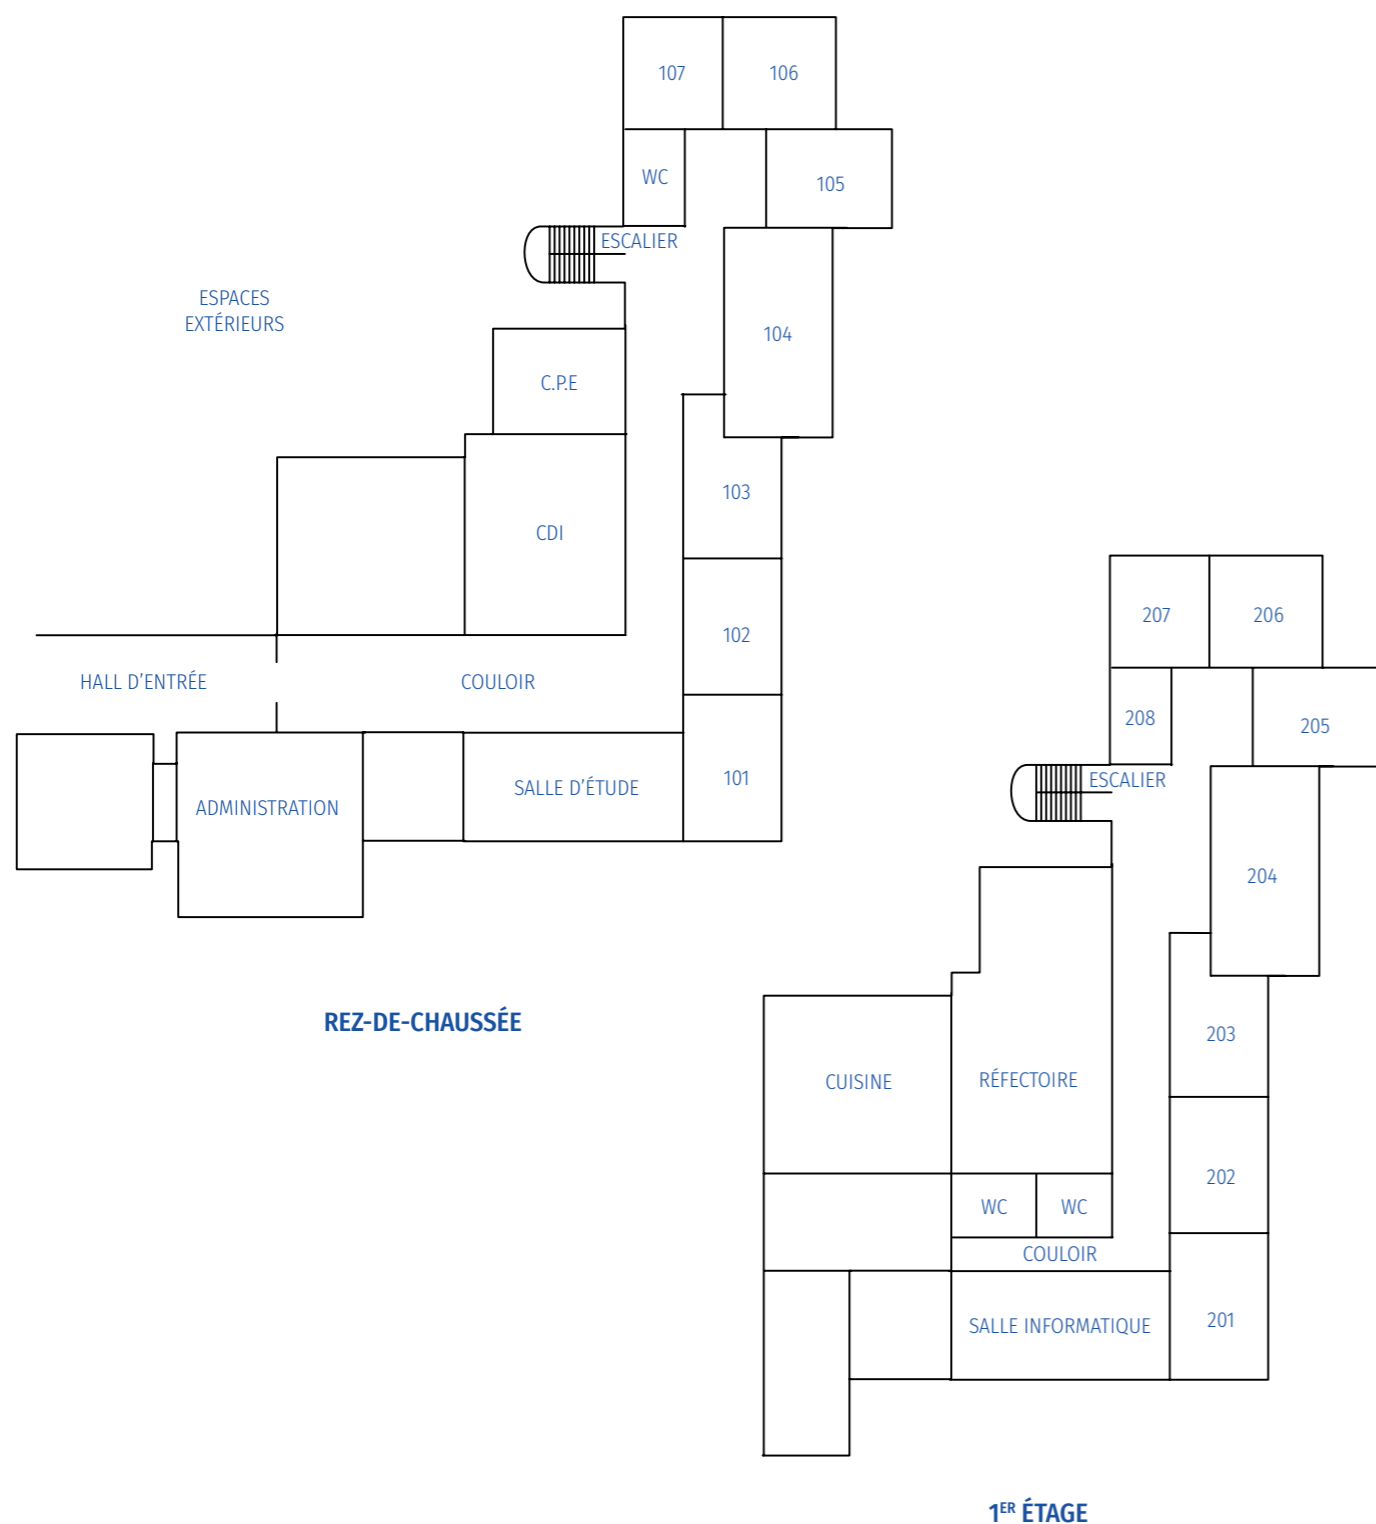 107
106
WC
105
ESCALIER
ESPACES
EXTÉRIEURS
104
C.P.E
103
CDI
102
HALL D'ENTRÉE
COULOIR
101
SALLE D'ÉTUDE
ADMINISTRATION
REZ-DE-CHAUSSÉE
207
206
208
205
ESCALIER
204
203
CUISINE
RÉFECTOIRE
202
WC
WC
COULOIR
SALLE INFORMATIQUE
201
1ER ÉTAGE